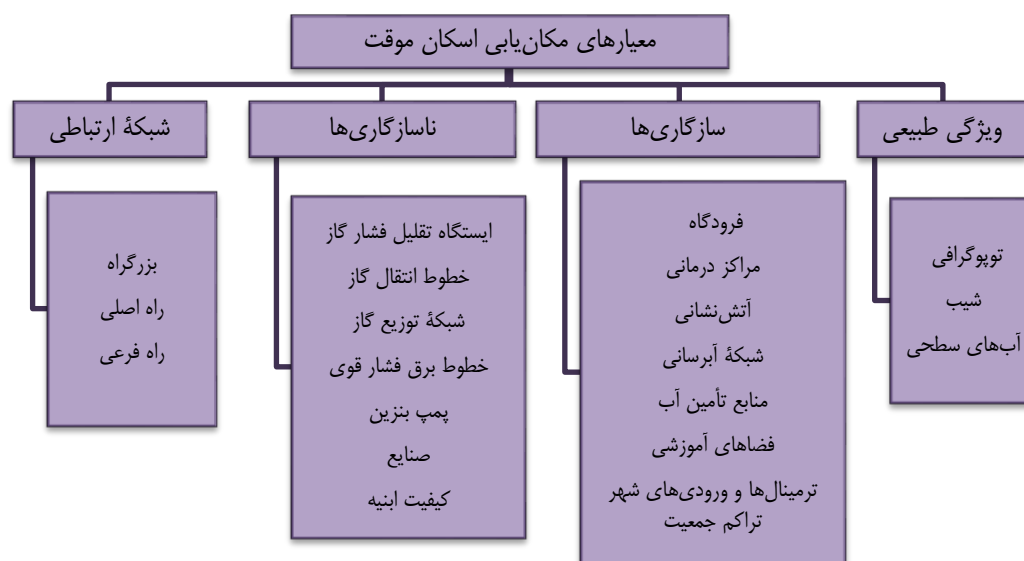 معیارهای مکان‌یابی اسکان موقت
ویژگی طبیعی
توپوگرافی
شیب
آب‌های سطحی
سازگاری‌ها
فرودگاه
مراکز درمانی
آتش‌نشانی
شبکهٔ آبرسانی
منابع تأمین آب
فضاهای آموزشی
ترمینال‌ها و ورودی‌های شهر
تراکم جمعیت
ناسازگاری‌ها
ایستگاه تقلیل فشار گاز
خطوط انتقال گاز
شبکهٔ توزیع گاز
خطوط برق فشار قوی
پمپ بنزین
صنایع
کیفیت ابنیه
شبکهٔ ارتباطی
بزرگراه
راه اصلی
راه فرعی